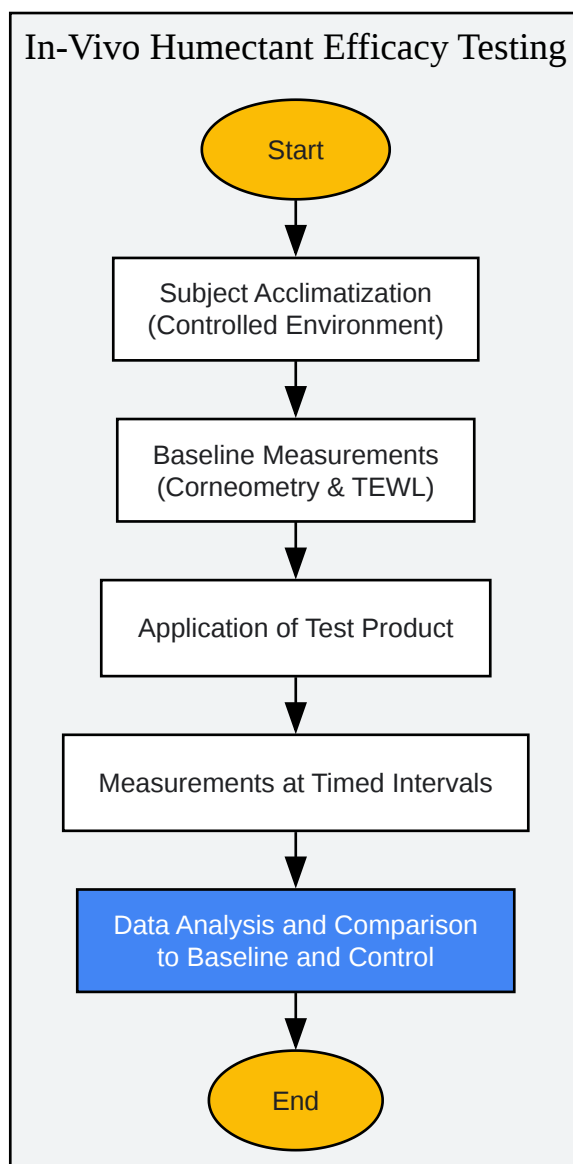 In-Vivo Humectant Efficacy Testing
Start
Subject Acclimatization
(Controlled Environment)
Baseline Measurements
(Corneometry & TEWL)
Application of Test Product
Measurements at Timed Intervals
Data Analysis and Comparison
to Baseline and Control
End